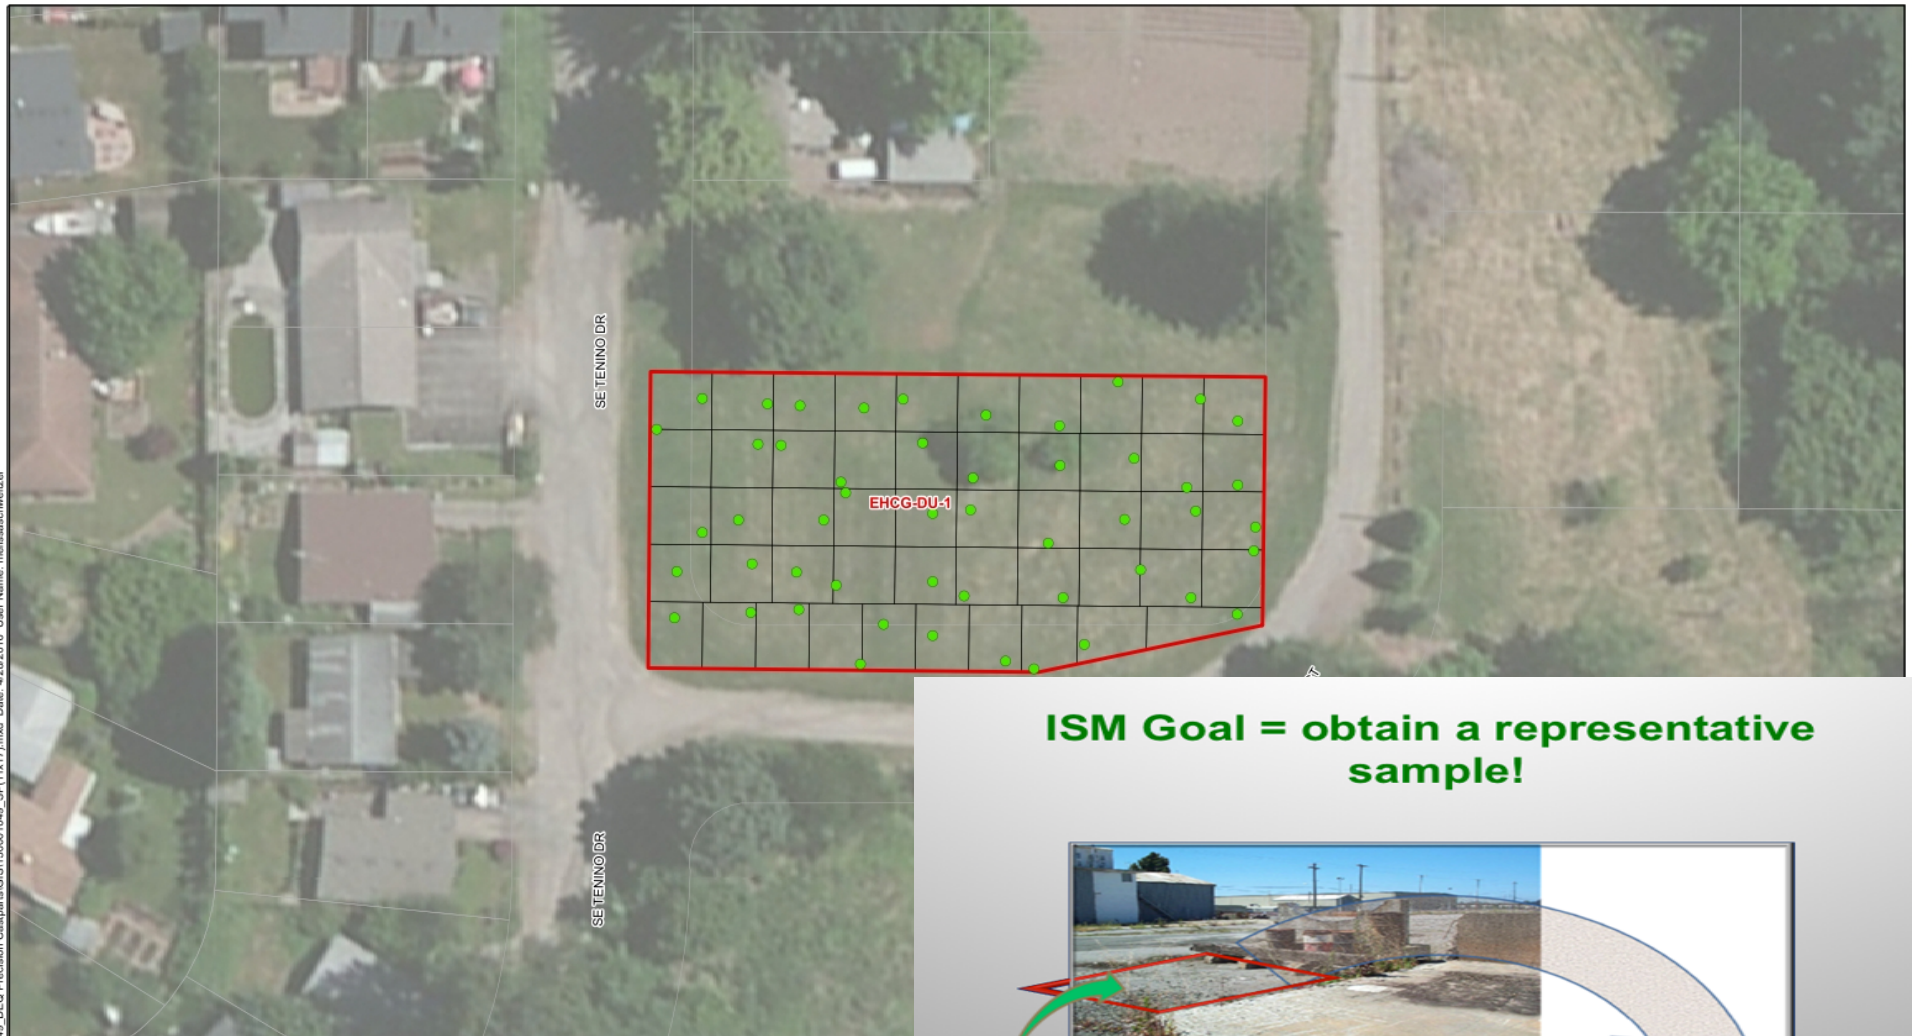 SE TENINO DR
EHCG-DU-1
SE TENINO DR
ISM Goal = obtain a representative
sample!